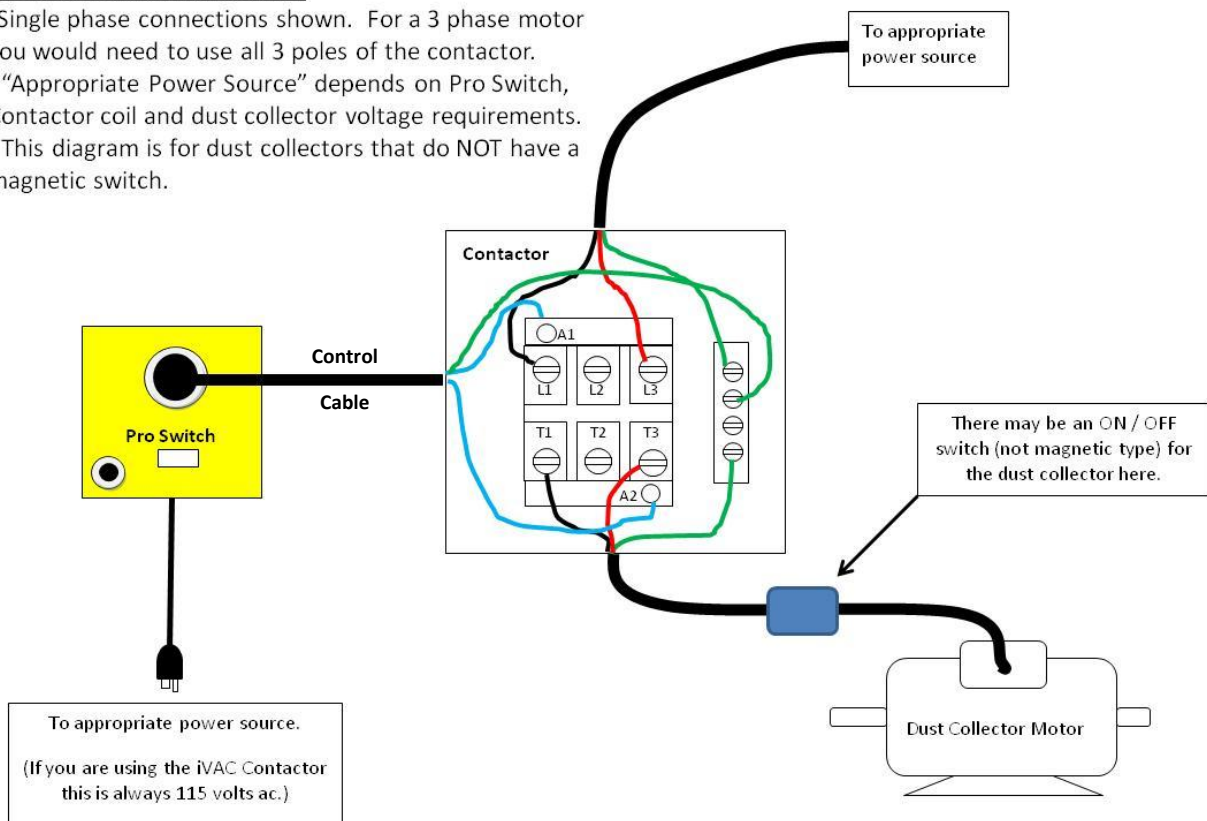 Single phase connections shown. For a 3 phase motor
would need to use all 3 poles of the contactor.
“Appropriate Power Source” depends on Pro Switch,
contactor coil and dust collector voltage requirements.
This diagram is for dust collectors that do NOT have a
magnetic switch.
To appropriate
power source
Contactor
A1
L1 L2 L3
T1 T2 T3
A2
Control
Cable
Pro Switch
There may be an ON / OFF
switch (not magnetic type) for
the dust collector here.
To appropriate power source.
(If you are using the iVAC Contactor
this is always 115 volts ac.)
Dust Collector Motor